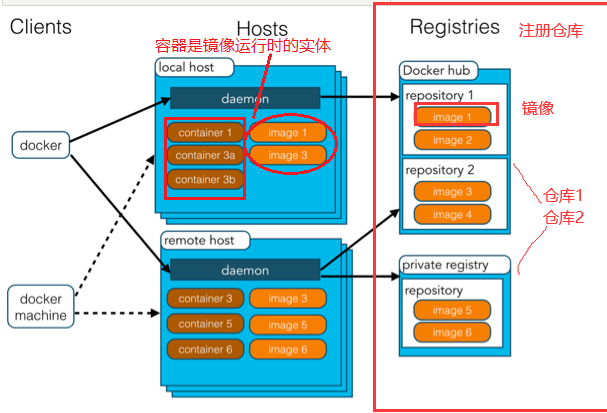 Clients
Hosts
Registries
注册仓库
容器是镜像运行时的实体
local host
daemon
container 1
image 1
container 3a
image 3
container 3b
docker
Docker hub
repository 1
image 1
镜像
image 2
repository 2
image 3
image 4
仓库1
仓库2
remote host
daemon
container 3
image 3
container 5
image 5
container 6
image 6
docker
machine
private registry
repository
image 5
image 6